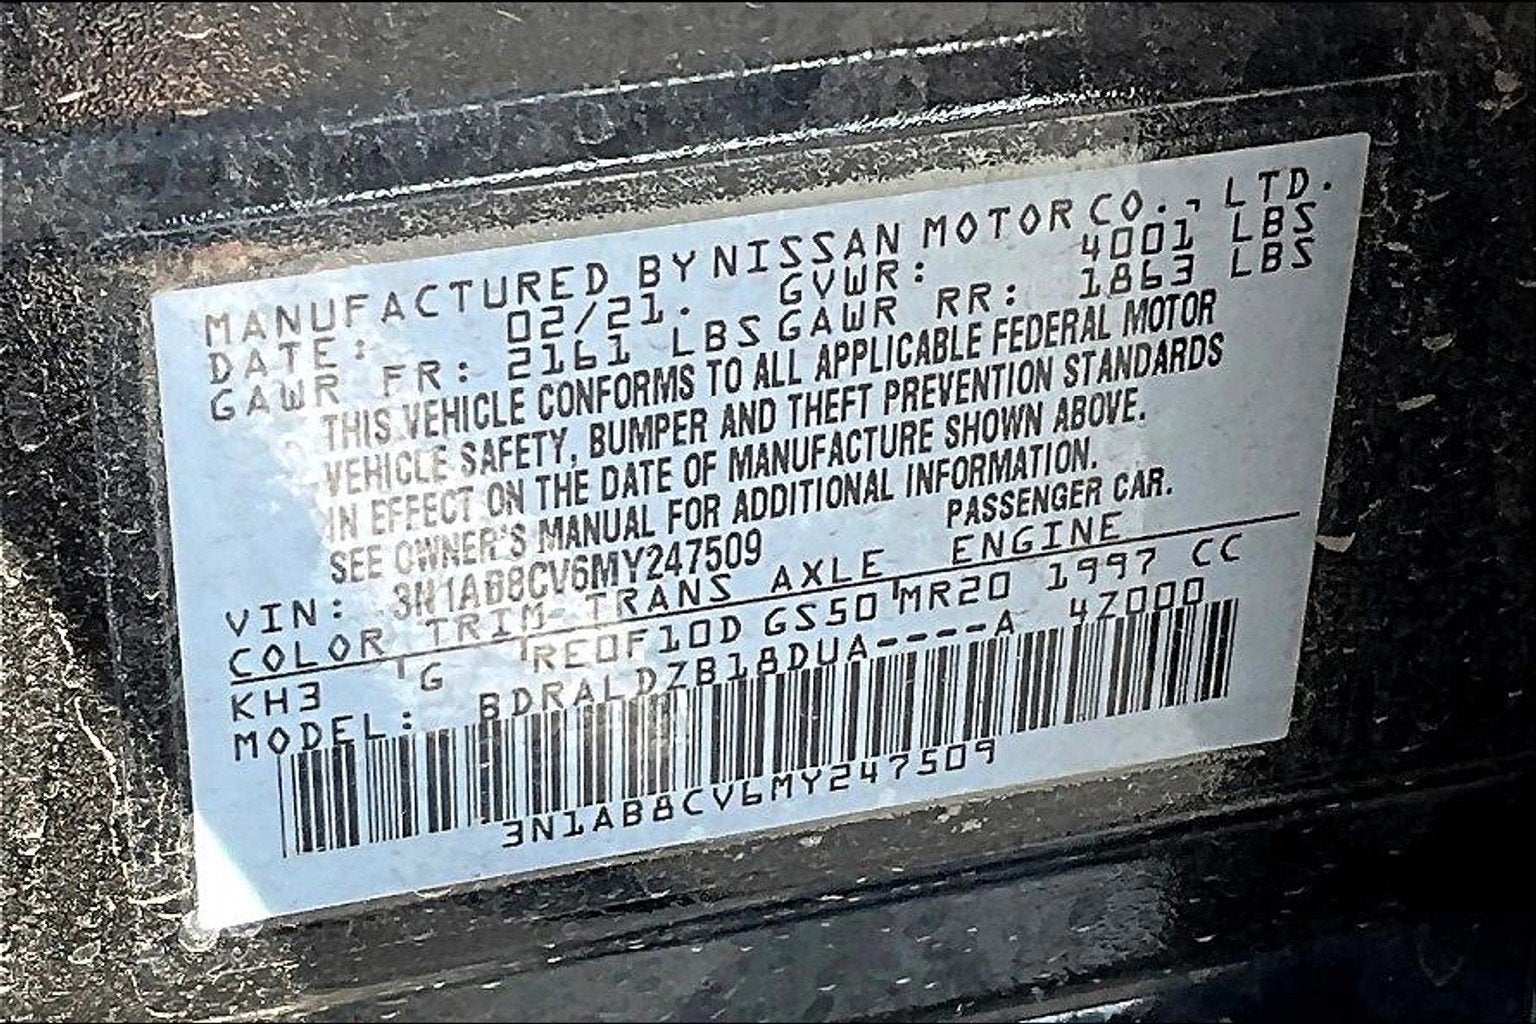 MANUFACTURED BY NISSAN MOTOR CO., LTD.
DATE: 02/21. GVWR: 4001 LBS
GAWR FR: 2161 LBS GAWR RR: 1863 LBS
THIS VEHICLE CONFORMS TO ALL APPLICABLE FEDERAL MOTOR
VEHICLE SAFETY, BUMPER AND THEFT PREVENTION STANDARDS
IN EFFECT ON THE DATE OF MANUFACTURE SHOWN ABOVE.
SEE OWNER'S MANUAL FOR ADDITIONAL INFORMATION.
VIN: 3N1AB8CV6MY247509 PASSENGER CAR.
COLOR TRIM TRANS AXLE ENGINE
KH3 G RE0F10D GS50 MR20 1997 CC
MODEL: BDRALDZB18DUA----A 4Z000
3N1AB8CV6MY247509